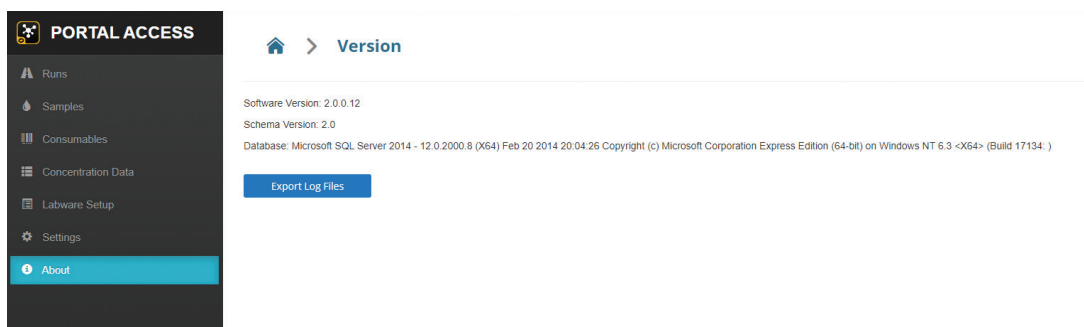 PORTAL ACCESS
Runs
Samples
Consumables
Concentration Data
Labware Setup
Settings
About
Version
Software Version: 2.0.0.12
Schema Version: 2.0
Database: Microsoft SQL Server 2014 - 12.0.2000.8 (X64) Feb 20 2014 20:04:26 Copyright (c) Microsoft Corporation Express Edition (64-bit) on Windows NT 6.3 <X64> (Build 17134: )
Export Log Files